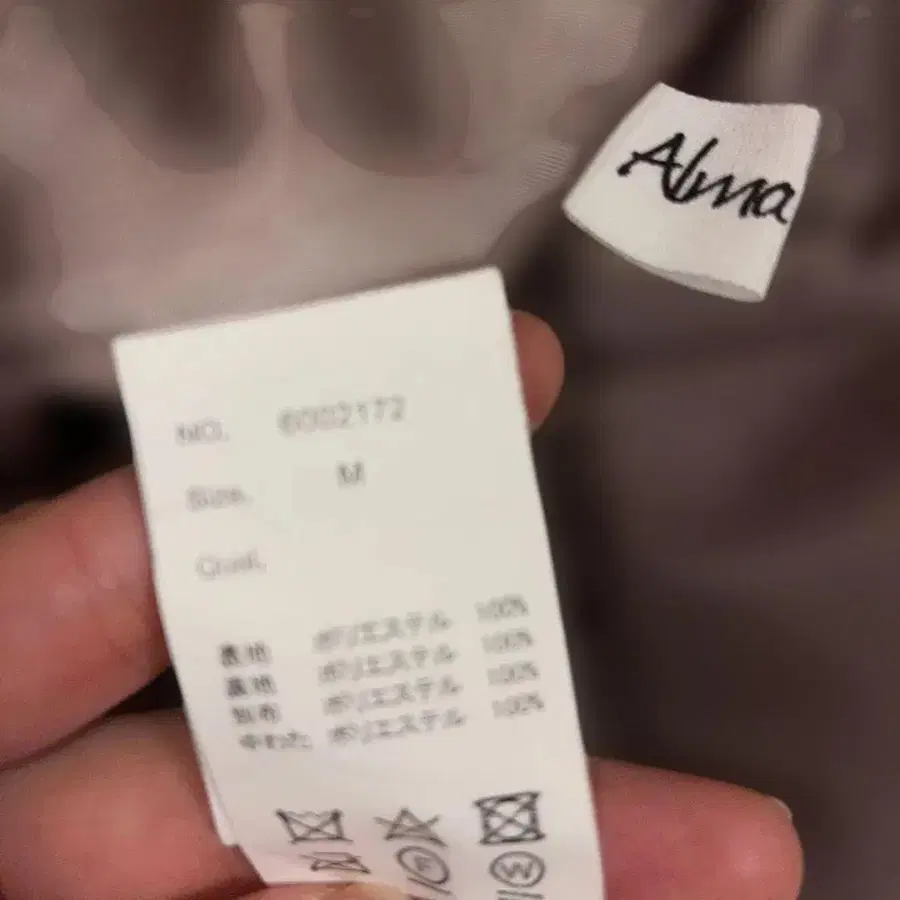 Alma
NO. 6002172
Size. M
Qual.
表地 ポリエステル 100%
裏地 ポリエステル 100%
別布 ポリエステル 100%
中わた ポリエステル 100%
W